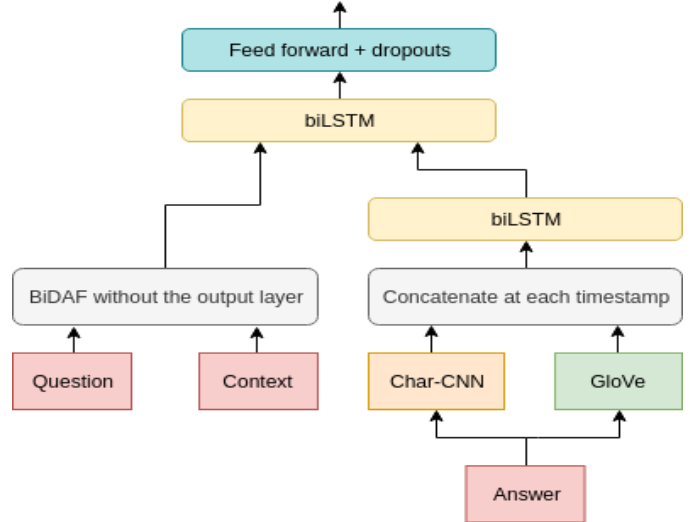 Feed forward + dropouts
biLSTM
biLSTM
BiDAF without the output layer
Concatenate at each timestamp
Question
Context
Char-CNN
GloVe
Answer